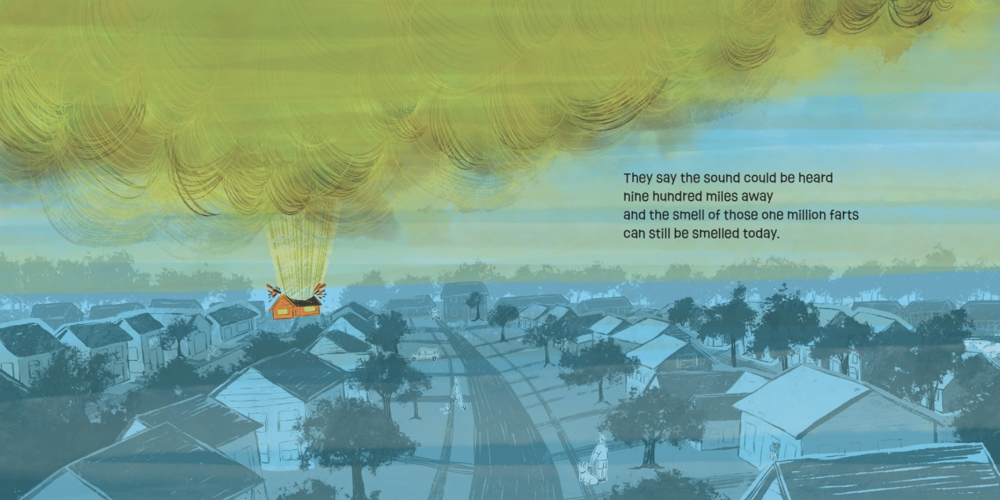 They say the sound could be heard
nine hundred miles away
and the smell of those one million farts
can still be smelled today.